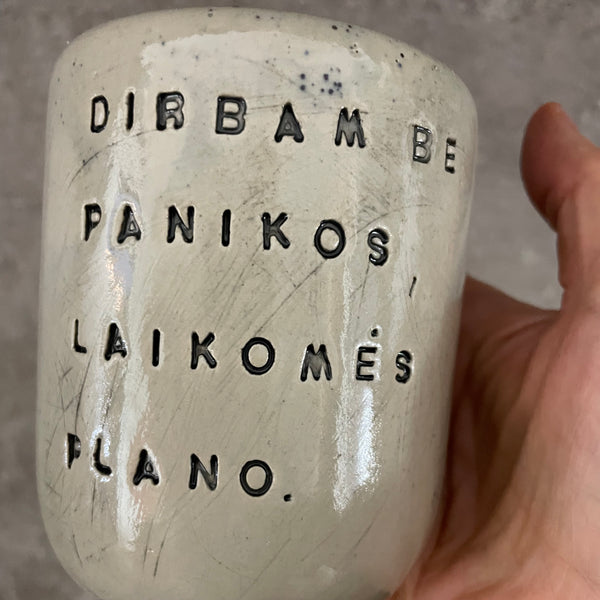 DIRBAM BE
PANIKOS,
LAIKOMĖS
PLANO.